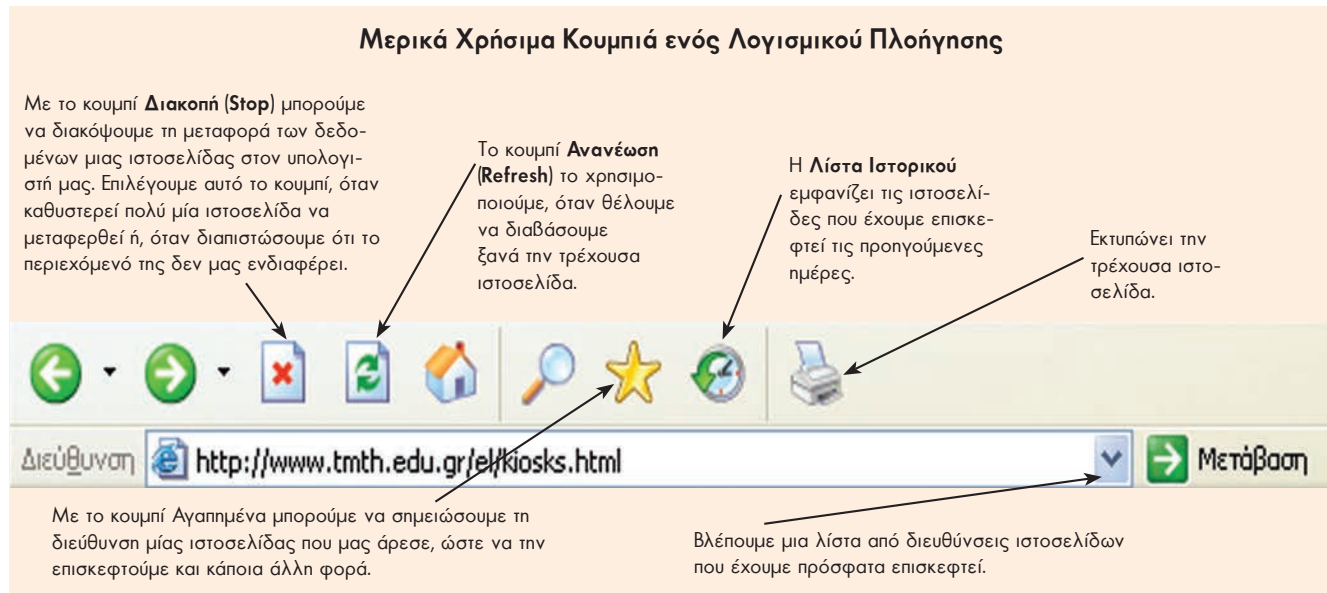 Μερικά Χρήσιμα Κουμπιά ενός Λογισμικού Πλοήγησης
Με το κουμπί Διακοπή (Stop) μπορούμε
να διακόψουμε τη μεταφορά των δεδο-
μένων μιας ιστοσελίδας στον υπολογι-
στή μας. Επιλέγουμε αυτό το κουμπί, όταν
καθυστερεί πολύ μία ιστοσελίδα να
μεταφερθεί ή, όταν διαπιστώσουμε ότι το
περιεχόμενό της δεν μας ενδιαφέρει.
Το κουμπί Ανανέωση
(Refresh) το χρησιμο-
ποιούμε, όταν θέλουμε
να διαβάσουμε
ξανά την τρέχουσα
ιστοσελίδα.
Η Λίστα Ιστορικού
εμφανίζει τις ιστοσελί-
δες που έχουμε επισκε-
φτεί τις προηγούμενες
ημέρες.
Εκτυπώνει την
τρέχουσα ιστο-
σελίδα.
Διεύθυνση http://www.tmth.edu.gr/el/kiosks.html Μετάβαση
Με το κουμπί Αγαπημένα μπορούμε να σημειώσουμε τη
διεύθυνση μίας ιστοσελίδας που μας άρεσε, ώστε να την
επισκεφτούμε και κάποια άλλη φορά.
Βλέπουμε μια λίστα από διευθύνσεις ιστοσελίδων
που έχουμε πρόσφατα επισκεφτεί.